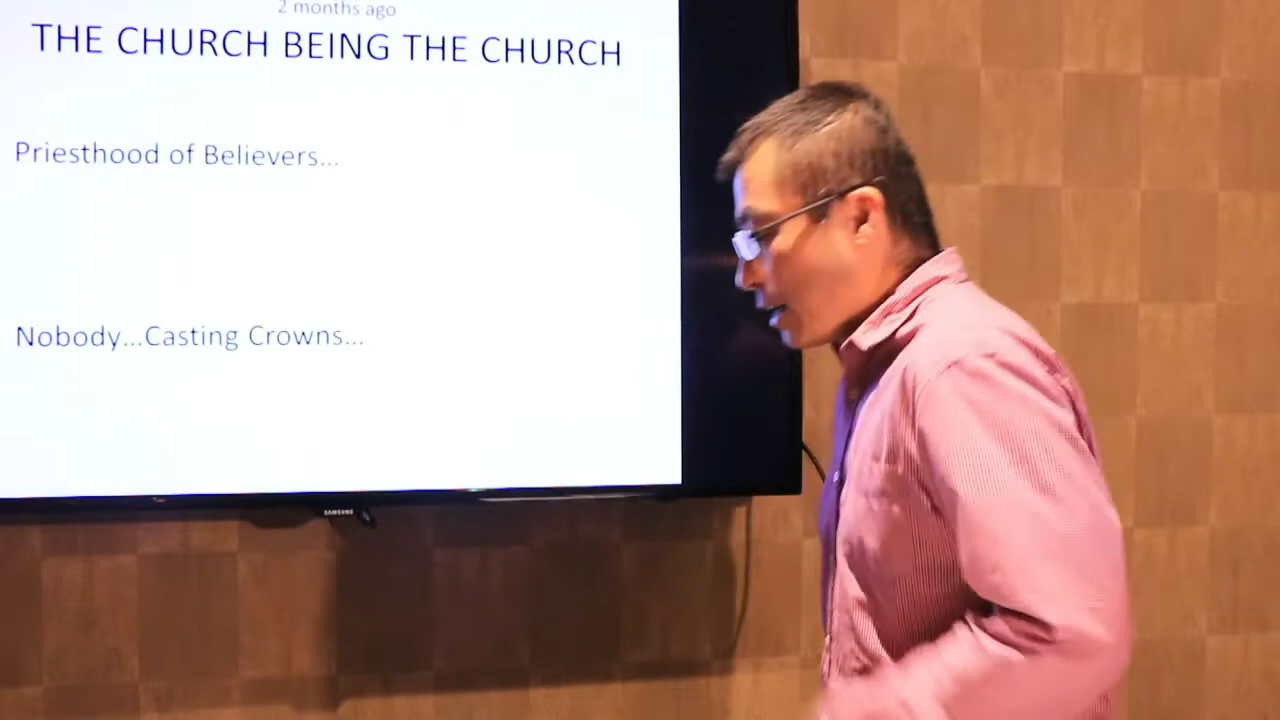 2 months ago
THE CHURCH BEING THE CHURCH
Priesthood of Believers...
Nobody...Casting Crowns...
SAMSUNG